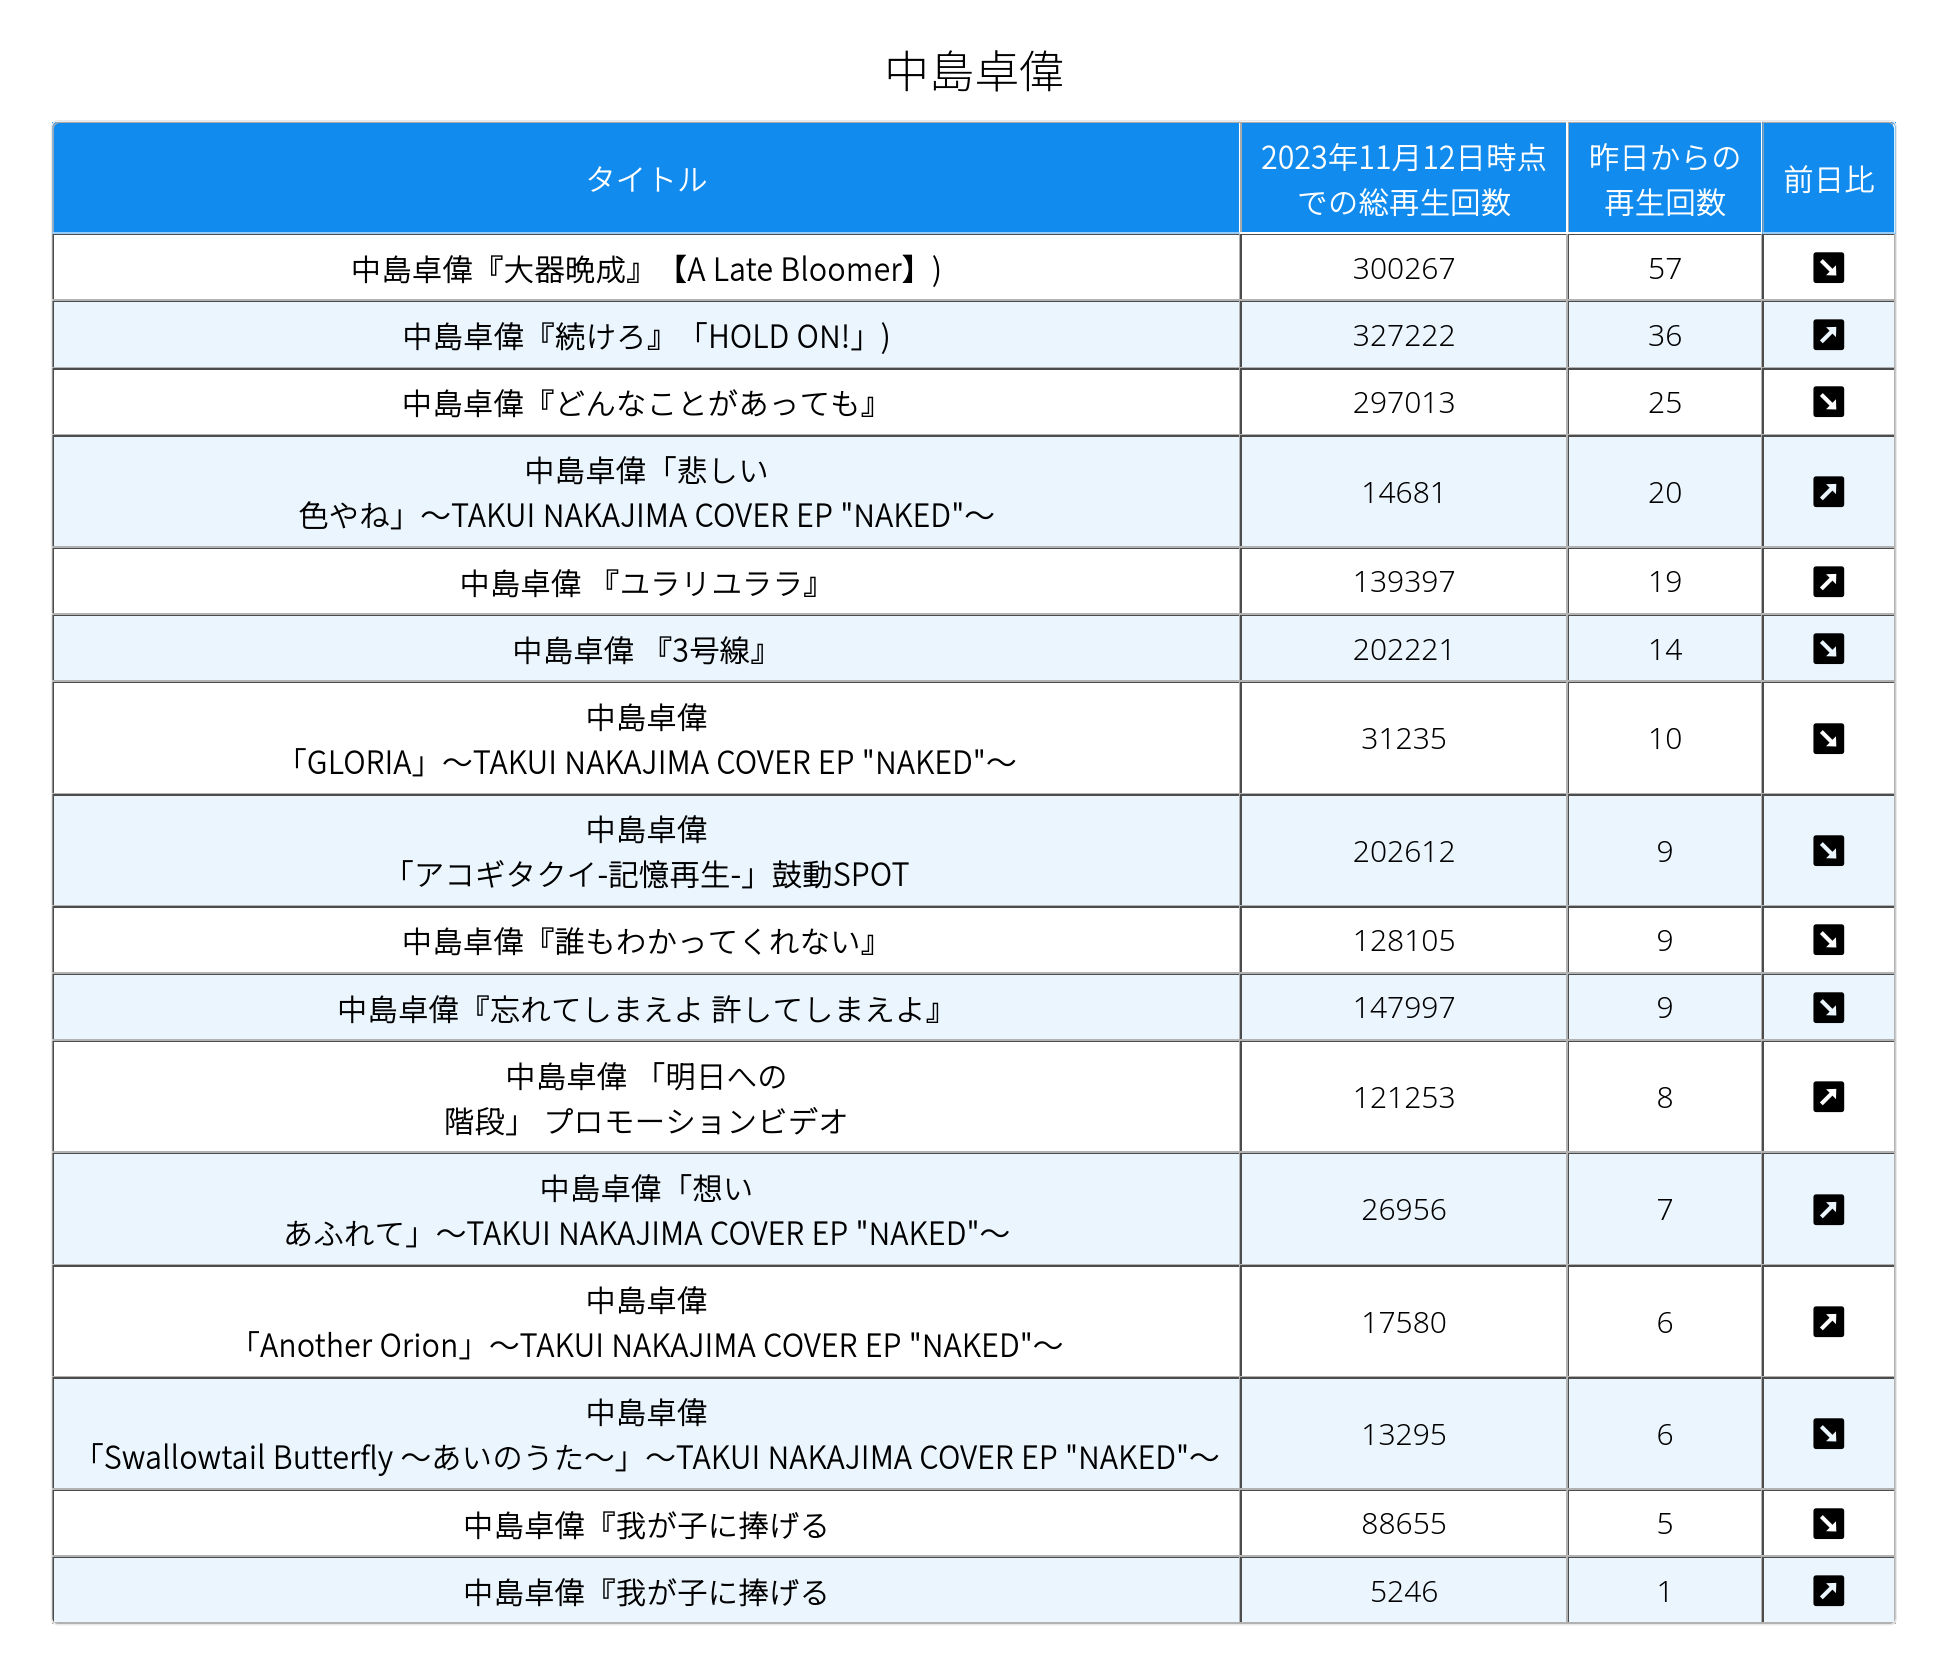 中島卓偉
タイトル
2023年11月12日時点
での総再生回数
昨日からの
再生回数
前日比
中島卓偉『大器晩成』【A Late Bloomer】)
300267
57
中島卓偉『続けろ』「HOLD ON!」)
327222
36
中島卓偉『どんなことがあっても』
297013
25
中島卓偉「悲しい
色やね」～TAKUI NAKAJIMA COVER EP "NAKED"～
14681
20
中島卓偉 『ユラリユララ』
139397
19
中島卓偉 『3号線』
202221
14
中島卓偉
「GLORIA」～TAKUI NAKAJIMA COVER EP "NAKED"～
31235
10
中島卓偉
「アコギタクイ-記憶再生-」鼓動SPOT
202612
9
中島卓偉『誰もわかってくれない』
128105
9
中島卓偉『忘れてしまえよ 許してしまえよ』
147997
9
中島卓偉 「明日への
階段」 プロモーションビデオ
121253
8
中島卓偉「想い
あふれて」～TAKUI NAKAJIMA COVER EP "NAKED"～
26956
7
中島卓偉
「Another Orion」～TAKUI NAKAJIMA COVER EP "NAKED"～
17580
6
中島卓偉
「Swallowtail Butterfly ～あいのうた～」～TAKUI NAKAJIMA COVER EP "NAKED"～
13295
6
中島卓偉『我が子に捧げる
88655
5
中島卓偉『我が子に捧げる
5246
1